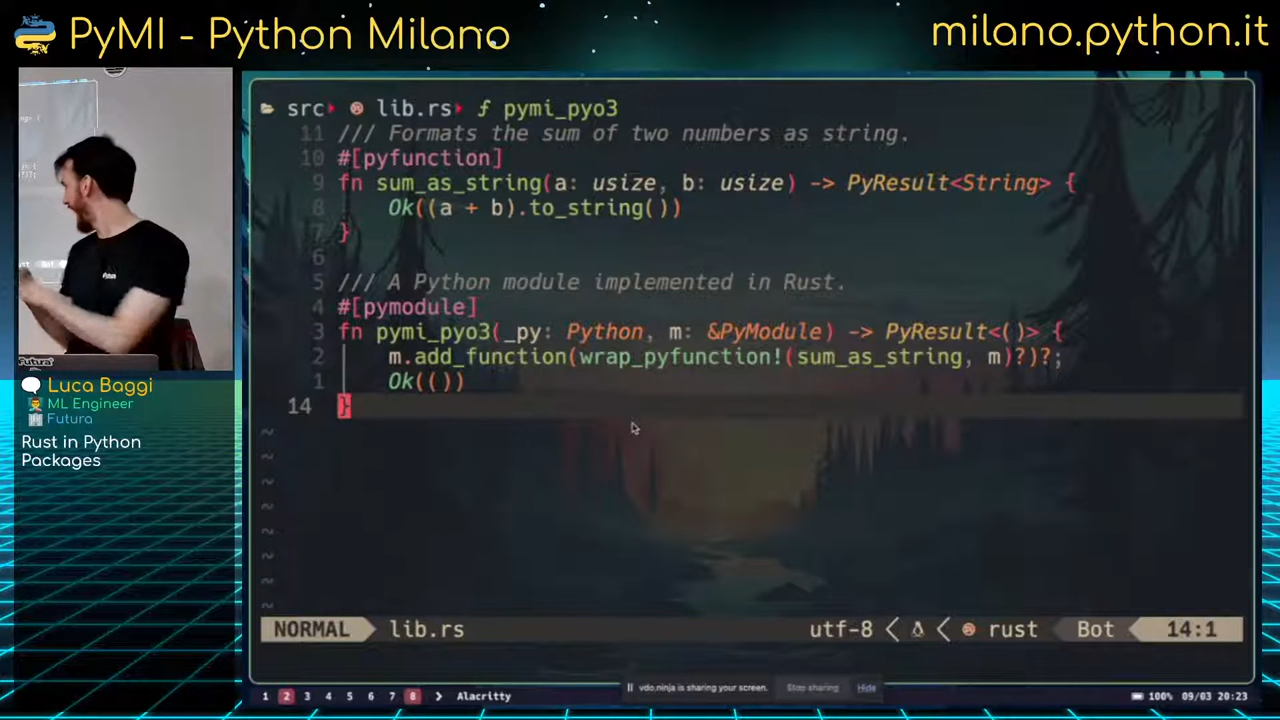 PyMI - Python Milano
milano.python.it
src lib.rs ƒ pymi_pyo3
11 /// Formats the sum of two numbers as string.
10 #[pyfunction]
9 fn sum_as_string(a: usize, b: usize) -> PyResult<String> {
8 Ok((a + b).to_string())
7 }
6
5 /// A Python module implemented in Rust.
4 #[pymodule]
3 fn pymi_pyo3(_py: Python, m: &PyModule) -> PyResult<()> {
2 m.add_function(wrap_pyfunction!(sum_as_string, m)?)?;
1 Ok(())
14 }
~
~
~
~
~
~
~
~
NORMAL lib.rs utf-8 rust Bot 14:1
1 2 3 4 5 6 7 8 Alacritty
vdo.ninja is sharing your screen. Stop sharing Hide
100% 09/03 20:23
Futura
Luca Baggi
ML Engineer
Futura
Rust in Python
Packages